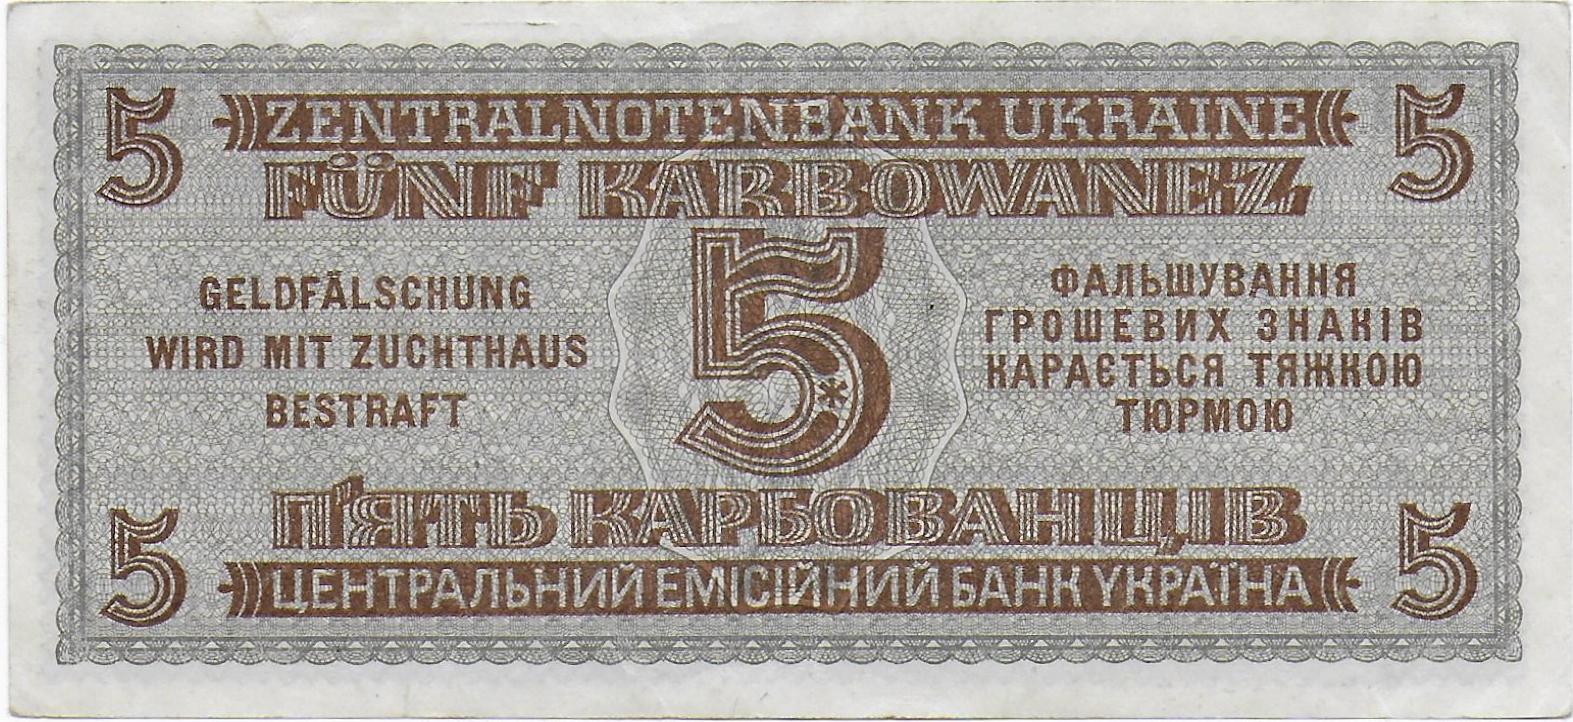 5 ZENTRALNOTENBANK UKRAINE 5
FÜNF KARBOWANEZ
GELDFÄLSCHUNG
WIRD MIT ZUCHTHAUS
BESTRAFT
5
ФАЛЬШУВАННЯ
ГРОШЕВИХ ЗНАКІВ
КАРАЄТЬСЯ ТЯЖКОЮ
ТЮРМОЮ
П'ЯТЬ КАРБОВАНЦІВ
5 ЦЕНТРАЛЬНИЙ ЕМІСІЙНИЙ БАНК УКРАЇНА 5